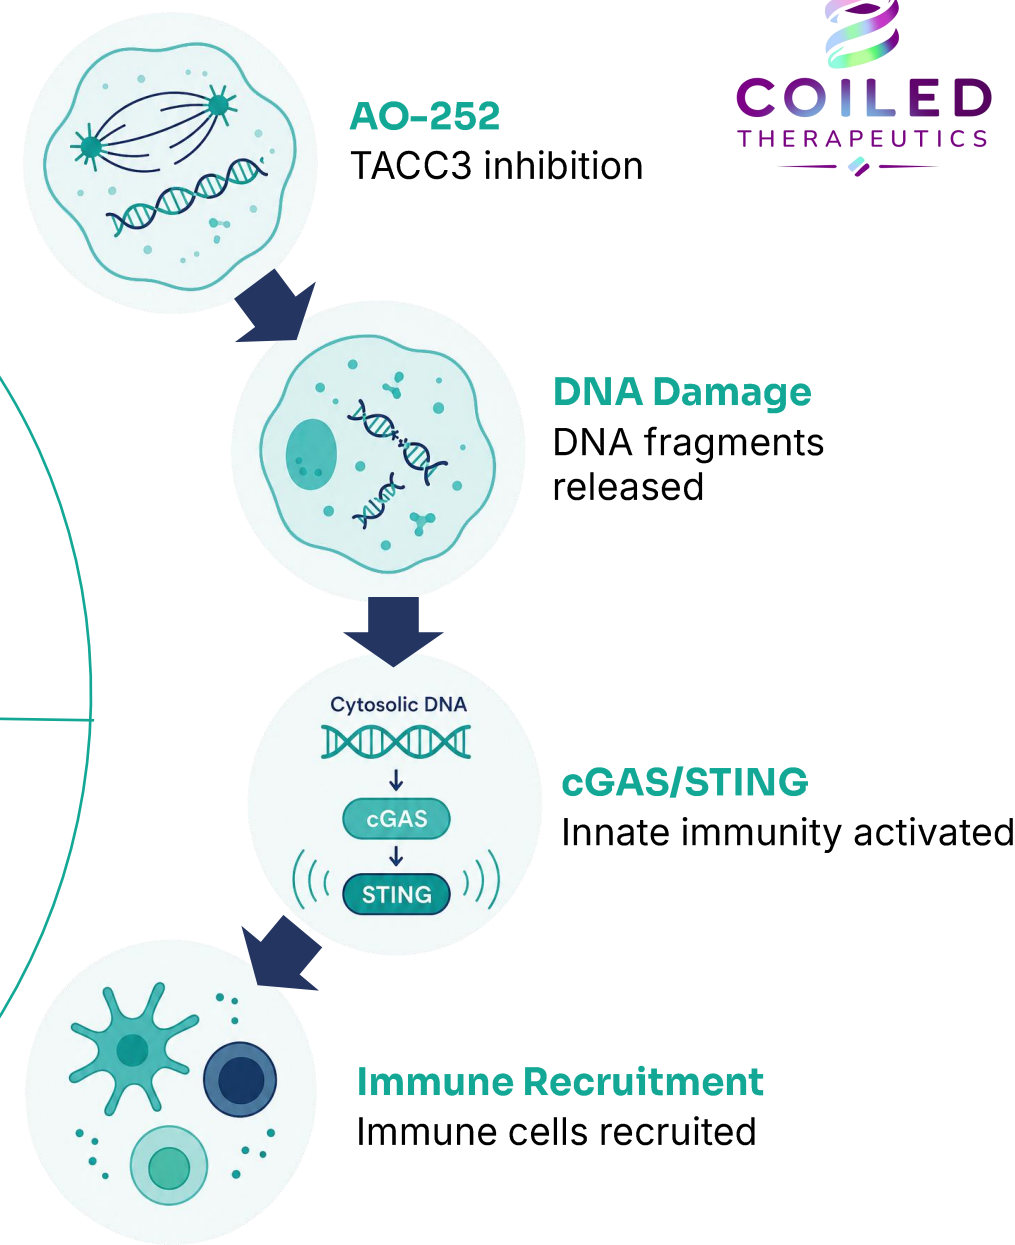 COILED
THERAPEUTICS
AO-252
TACC3 inhibition
DNA Damage
DNA fragments
released
Cytosolic DNA
cGAS
STING
cGAS/STING
Innate immunity activated
Immune Recruitment
Immune cells recruited